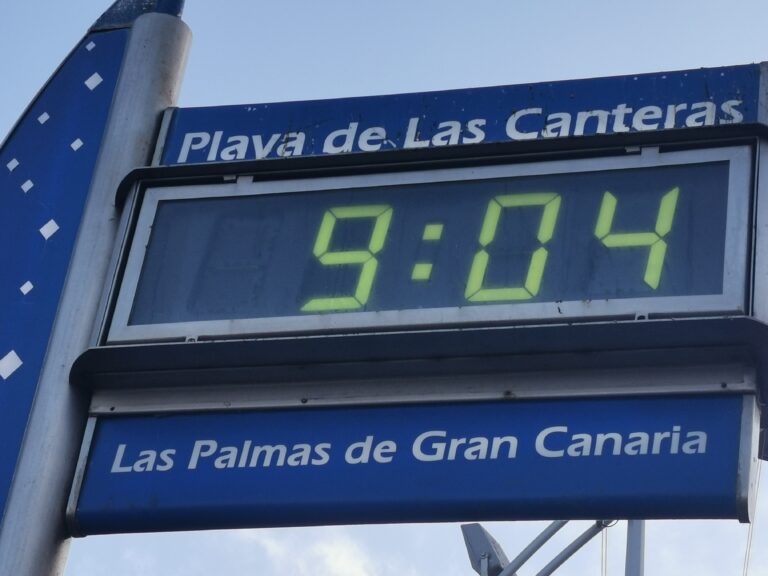 Playa de Las Canteras
9:04
Las Palmas de Gran Canaria